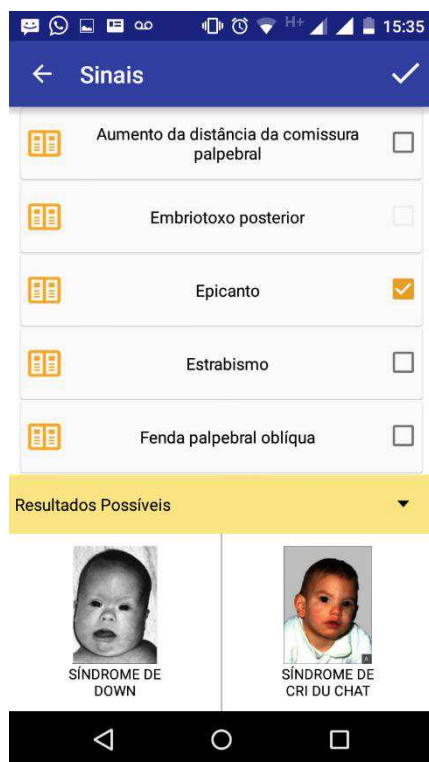 H+ 15:35
Sinais
Aumento da distância da comissura
palpebral
Embriotoxo posterior
Epicanto
Estrabismo
Fenda palpebral oblíqua
Resultados Possíveis
A
SÍNDROME DE
DOWN
SÍNDROME DE
CRI DU CHAT